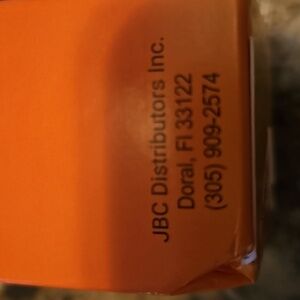 JBC Distributors Inc.
Doral, Fl 33122
(305) 909-2574